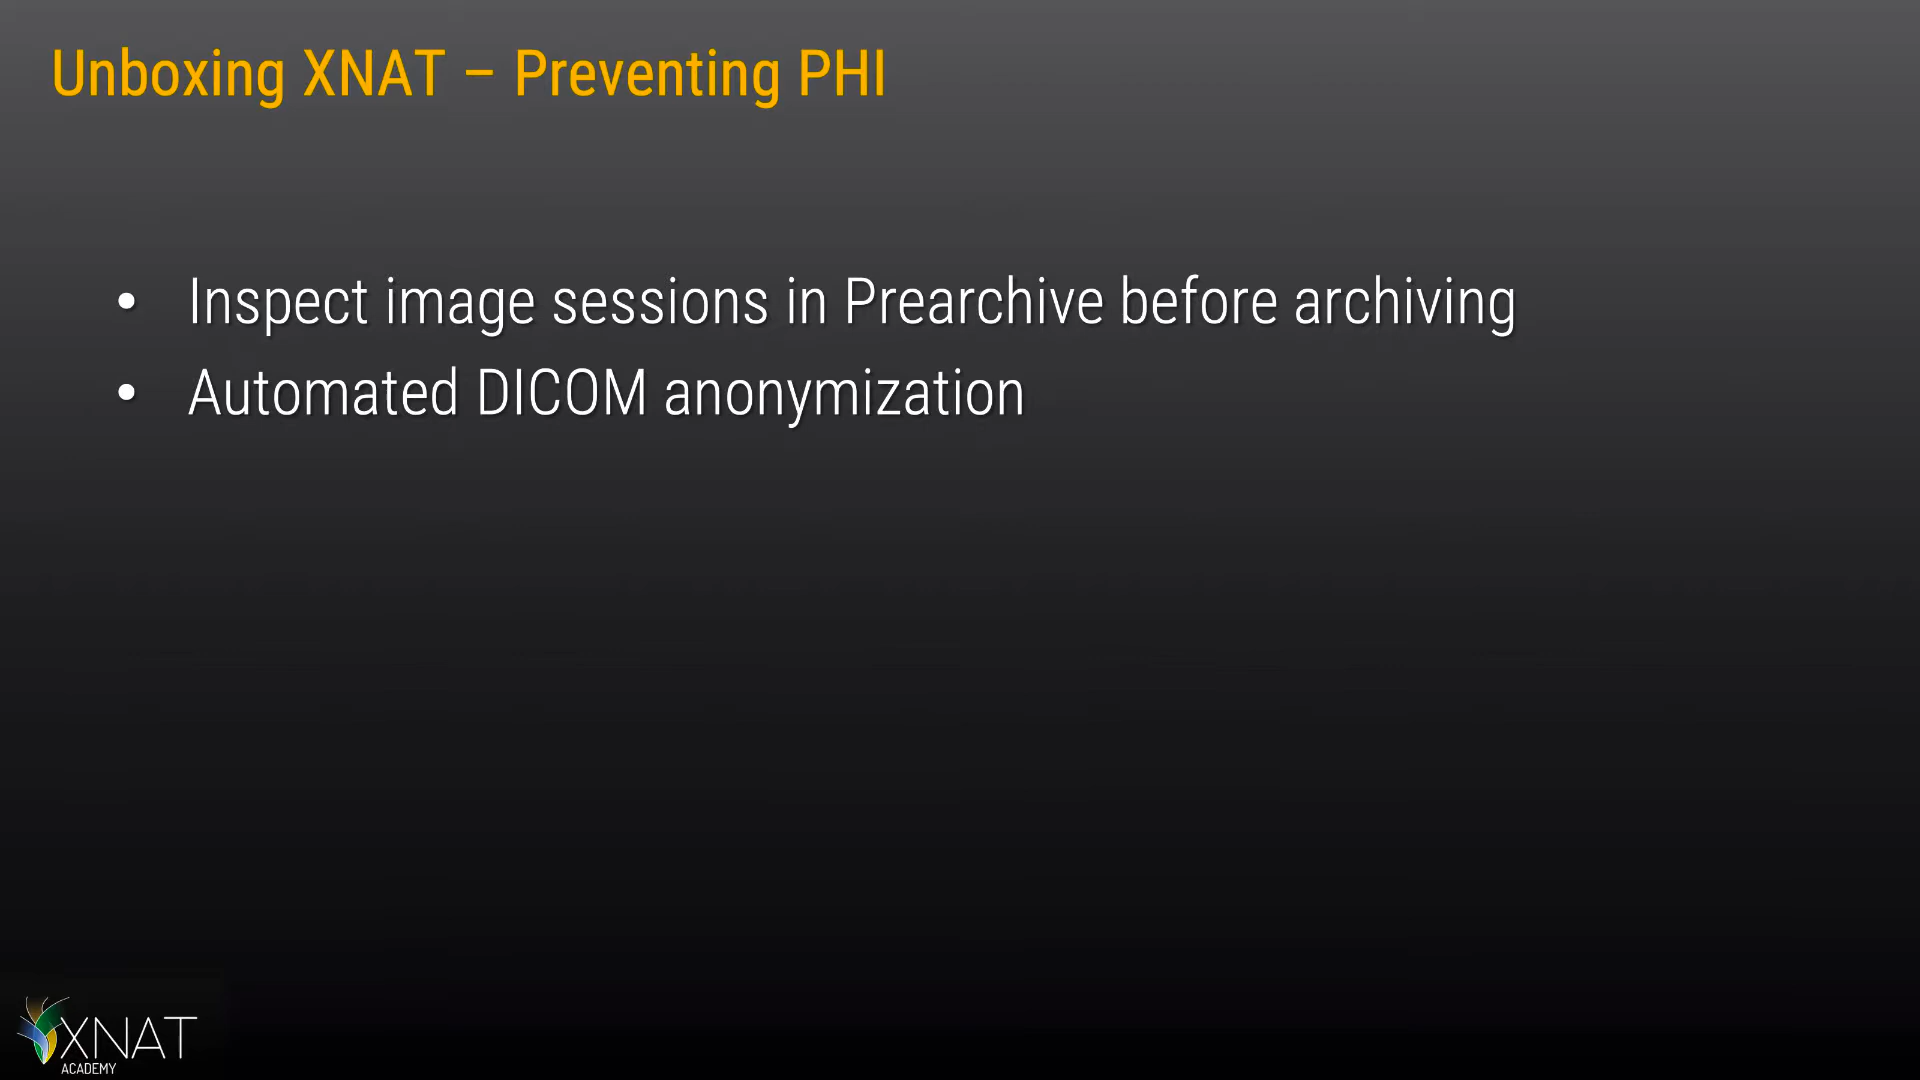 Unboxing XNAT – Preventing PHI
• Inspect image sessions in Prearchive before archiving
• Automated DICOM anonymization
XNAT
ACADEMY